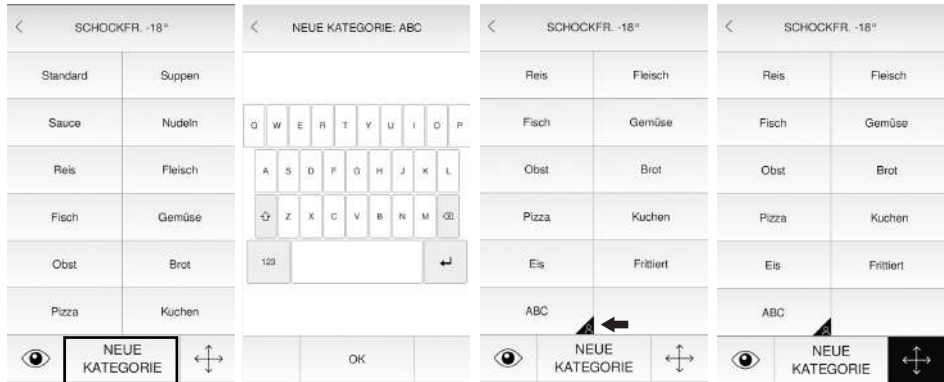 SCHOCKFR. -18°
Standard Suppen
Sauce Nudeln
Reis Fleisch
Fisch Gemüse
Obst Brot
Pizza Kuchen
NEUE
KATEGORIE
NEUE KATEGORIE: ABC
Q W E R T Y U I O P
A S D F G H J K L
Z X C V B N M
123
OK
SCHOCKFR. -18°
Reis Fleisch
Fisch Gemüse
Obst Brot
Pizza Kuchen
Eis Frittiert
ABC
NEUE
KATEGORIE
SCHOCKFR. -18°
Reis Fleisch
Fisch Gemüse
Obst Brot
Pizza Kuchen
Eis Frittiert
ABC
NEUE
KATEGORIE